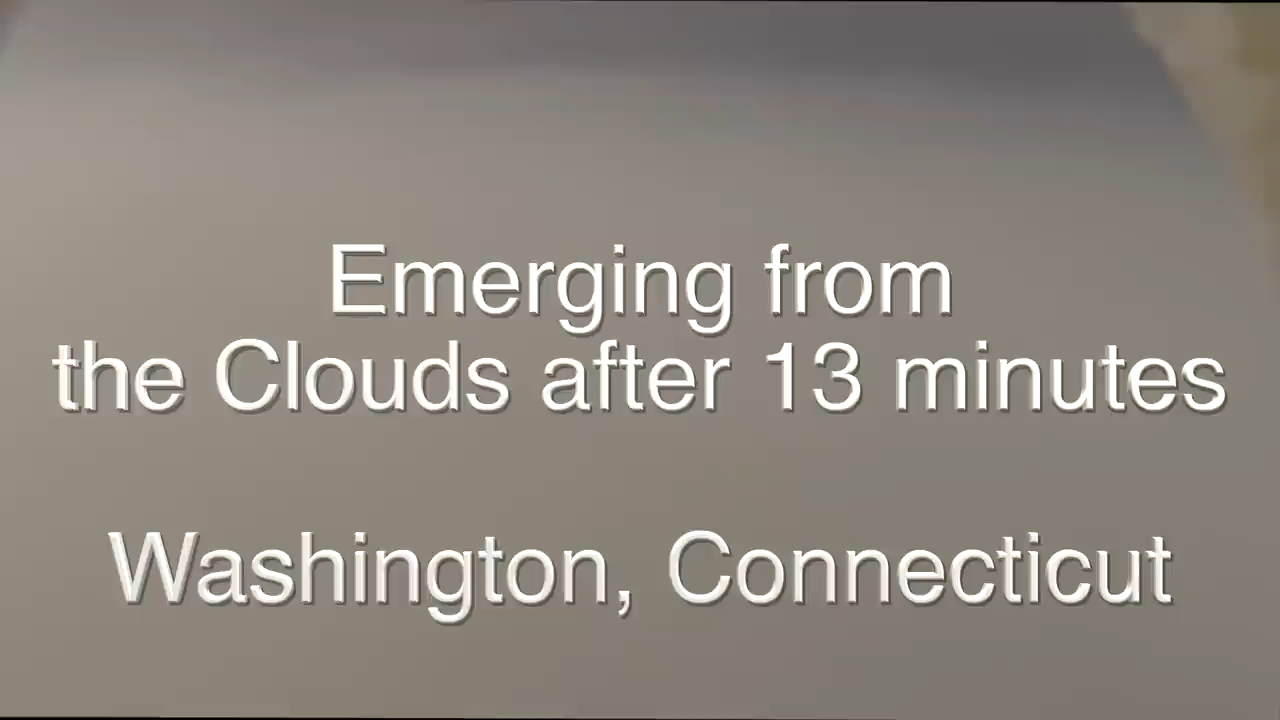 Emerging from
the Clouds after 13 minutes
Washington, Connecticut